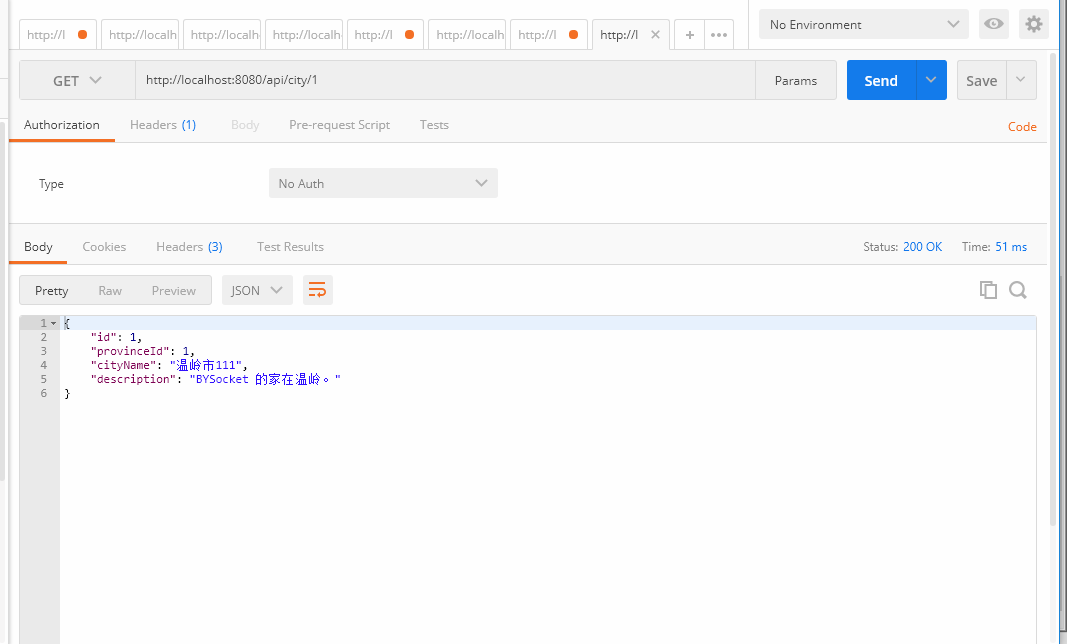 http://l http://localh http://localh http://localh http://l http://localh http://l http://l No Environment
GET http://localhost:8080/api/city/1 Params Send Save
Authorization Headers (1) Body Pre-request Script Tests Code
Type No Auth
Body Cookies Headers (3) Test Results Status: 200 OK Time: 51 ms
Pretty Raw Preview JSON
1 {
2 "id": 1,
3 "provinceId": 1,
4 "cityName": "温岭市111",
5 "description": "BYSocket 的家在温岭。"
6 }